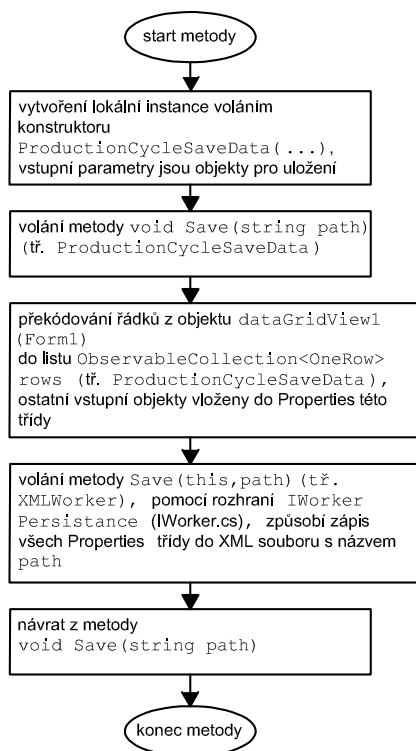 start metody
vytvoření lokální instance voláním
konstruktoru
ProductionCycleSaveData(...),
vstupní parametry jsou objekty pro uložení
volání metody void Save(string path)
(tř. ProductionCycleSaveData)
překódování řádků z objektu dataGridView1
(Form1)
do listu ObservableCollection<OneRow>
rows (tř. ProductionCycleSaveData),
ostatní vstupní objekty vloženy do Properties této
třídy
volání metody Save(this,path)(tř.
XMLWorker), pomocí rozhraní IWorker
Persistance (IWorker.cs), způsobí zápis
všech Properties třídy do XML souboru s názvem
path
návrat z metody
void Save(string path)
konec metody